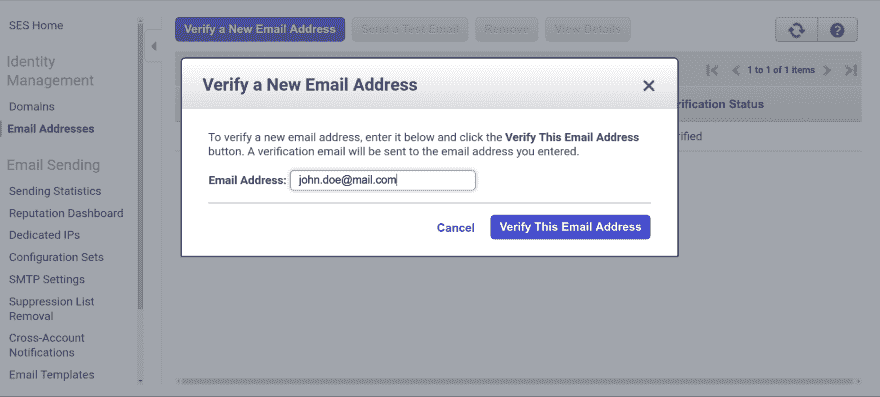 SES Home
Identity
Management
Domains
Email Addresses
Email Sending
Sending Statistics
Reputation Dashboard
Dedicated IPs
Configuration Sets
SMTP Settings
Suppression List
Removal
Cross-Account
Notifications
Email Templates
Verify a New Email Address
Send a Test Email
Remove
View Details
1 to 1 of 1 items
rification Status
rified
Verify a New Email Address
To verify a new email address, enter it below and click the Verify This Email Address
button. A verification email will be sent to the email address you entered.
Email Address: john.doe@mail.com
Cancel
Verify This Email Address